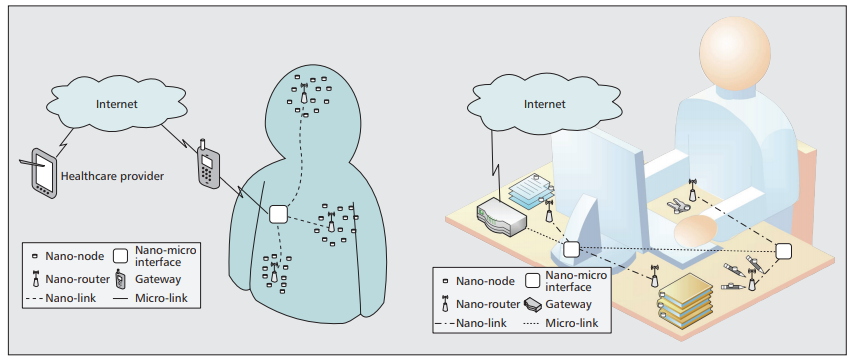 Internet
Healthcare provider
Nano-node
Nano-micro
interface
Nano-router
Gateway
Nano-link
Micro-link
Internet
Nano-node
Nano-micro
interface
Nano-router
Gateway
Nano-link
Micro-link